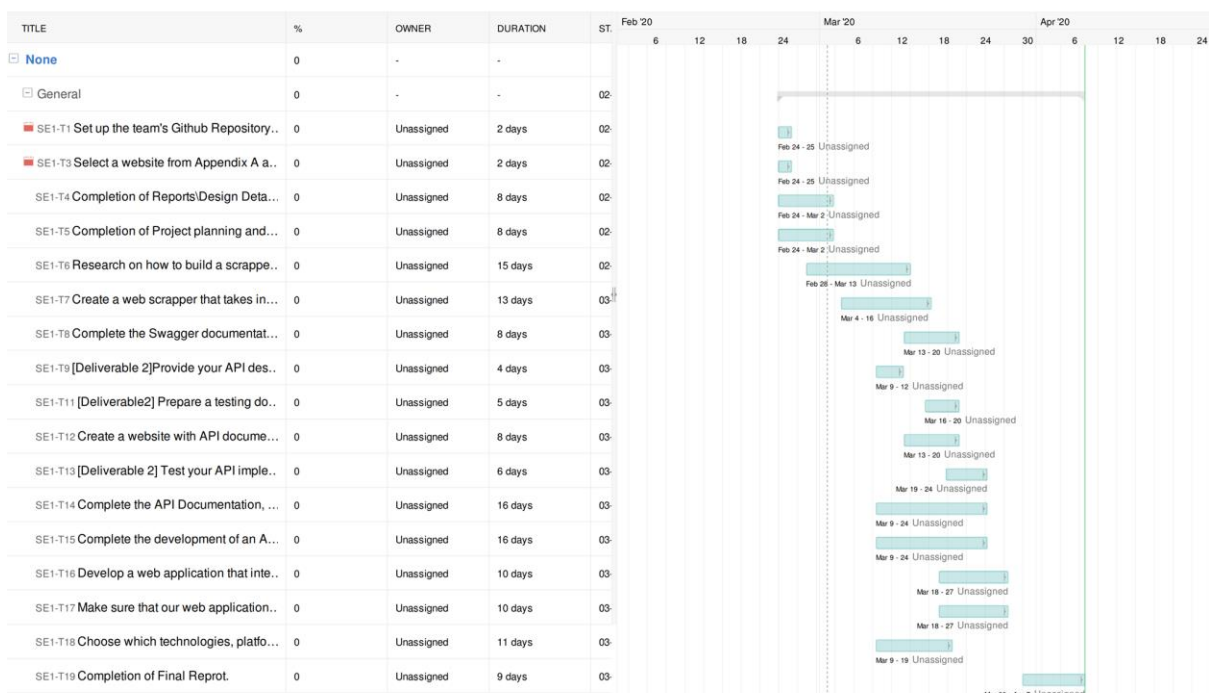 TITLE % OWNER DURATION ST. Feb '20 Mar '20 Apr '20
6 12 18 24 6 12 18 24 30 6 12 18 24
None 0 - -
General 0 - - 02-
SE1-T1 Set up the team's Github Repository.. 0 Unassigned 2 days 02-
Feb 24 - 25 Unassigned
SE1-T3 Select a website from Appendix A a.. 0 Unassigned 2 days 02-
Feb 24 - 25 Unassigned
SE1-T4 Completion of Reports\Design Deta... 0 Unassigned 8 days 02-
Feb 24 - Mar 2 Unassigned
SE1-T5 Completion of Project planning and... 0 Unassigned 8 days 02-
Feb 24 - Mar 2 Unassigned
SE1-T6 Research on how to build a scrappe.. 0 Unassigned 15 days 02-
Feb 28 - Mar 13 Unassigned
SE1-T7 Create a web scrapper that takes in... 0 Unassigned 13 days 03-
Mar 4 - 16 Unassigned
SE1-T8 Complete the Swagger documentat... 0 Unassigned 8 days 03-
Mar 13 - 20 Unassigned
SE1-T9 [Deliverable 2]Provide your API des.. 0 Unassigned 4 days 03-
Mar 9 - 12 Unassigned
SE1-T11 [Deliverable2] Prepare a testing do.. 0 Unassigned 5 days 03-
Mar 16 - 20 Unassigned
SE1-T12 Create a website with API docume... 0 Unassigned 8 days 03-
Mar 13 - 20 Unassigned
SE1-T13 [Deliverable 2] Test your API imple.. 0 Unassigned 6 days 03-
Mar 19 - 24 Unassigned
SE1-T14 Complete the API Documentation, ... 0 Unassigned 16 days 03-
Mar 9 - 24 Unassigned
SE1-T15 Complete the development of an A... 0 Unassigned 16 days 03-
Mar 9 - 24 Unassigned
SE1-T16 Develop a web application that inte.. 0 Unassigned 10 days 03-
Mar 18 - 27 Unassigned
SE1-T17 Make sure that our web application.. 0 Unassigned 10 days 03-
Mar 18 - 27 Unassigned
SE1-T18 Choose which technologies, platfo... 0 Unassigned 11 days 03-
Mar 9 - 19 Unassigned
SE1-T19 Completion of Final Reprot. 0 Unassigned 9 days 03-